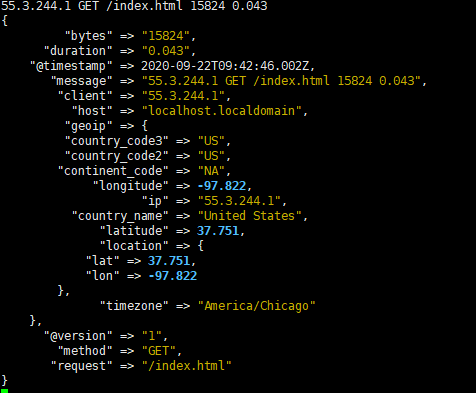 55.3.244.1 GET /index.html 15824 0.043
{
"bytes" => "15824",
"duration" => "0.043",
"@timestamp" => 2020-09-22T09:42:46.002Z,
"message" => "55.3.244.1 GET /index.html 15824 0.043",
"client" => "55.3.244.1",
"host" => "localhost.localdomain",
"geoip" => {
"country_code3" => "US",
"country_code2" => "US",
"continent_code" => "NA",
"longitude" => -97.822,
"ip" => "55.3.244.1",
"country_name" => "United States",
"latitude" => 37.751,
"location" => {
"lat" => 37.751,
"lon" => -97.822
},
"timezone" => "America/Chicago"
},
"@version" => "1",
"method" => "GET",
"request" => "/index.html"
}